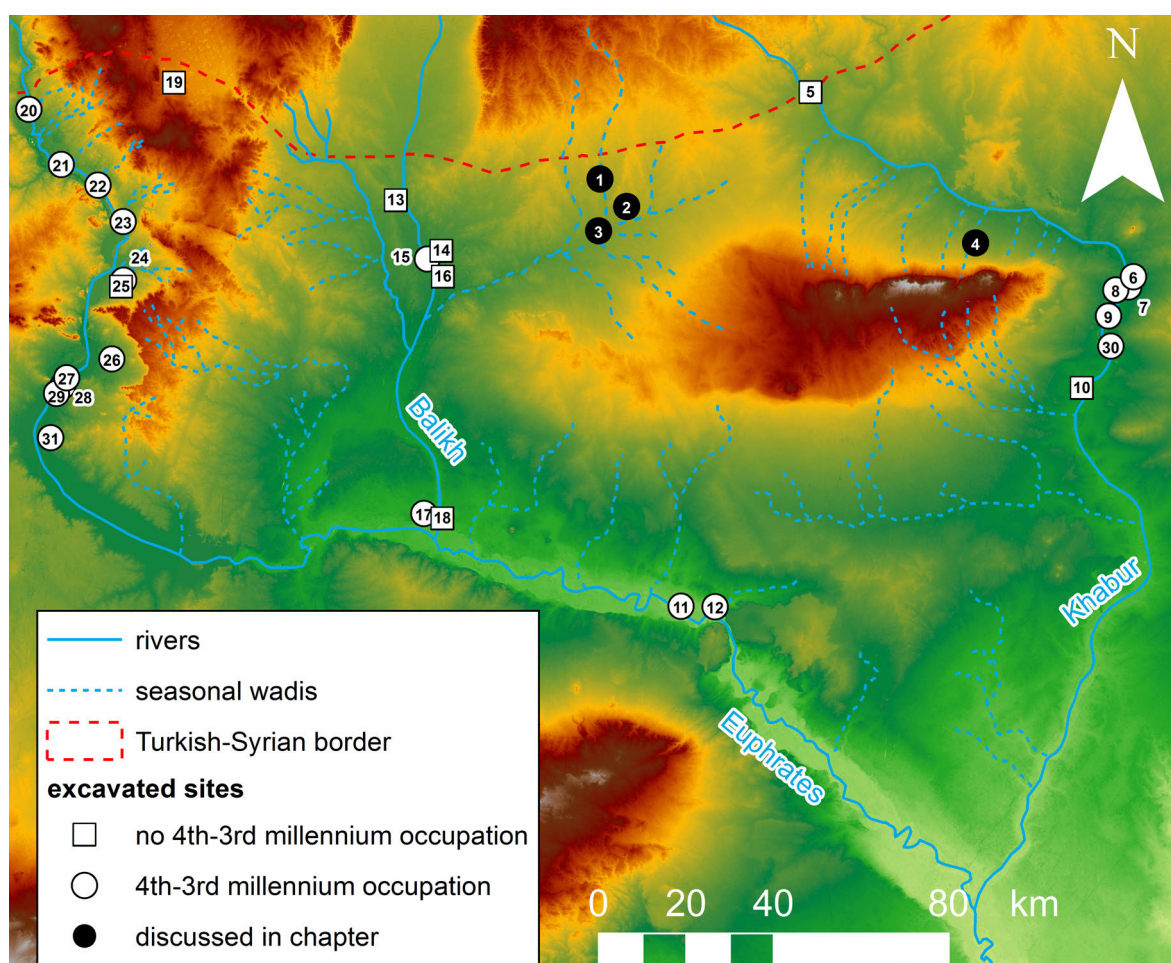 N
19
5
20
21
1
22
13
2
23
3
14
15
4
24
16
6
25
8
7
9
26
30
27
10
29
28
Balikh
31
17
18
Khabur
11
12
rivers
seasonal wadis
Euphrates
Turkish-Syrian border
excavated sites
no 4th-3rd millennium occupation
4th-3rd millennium occupation
0 20 40 80 km
discussed in chapter